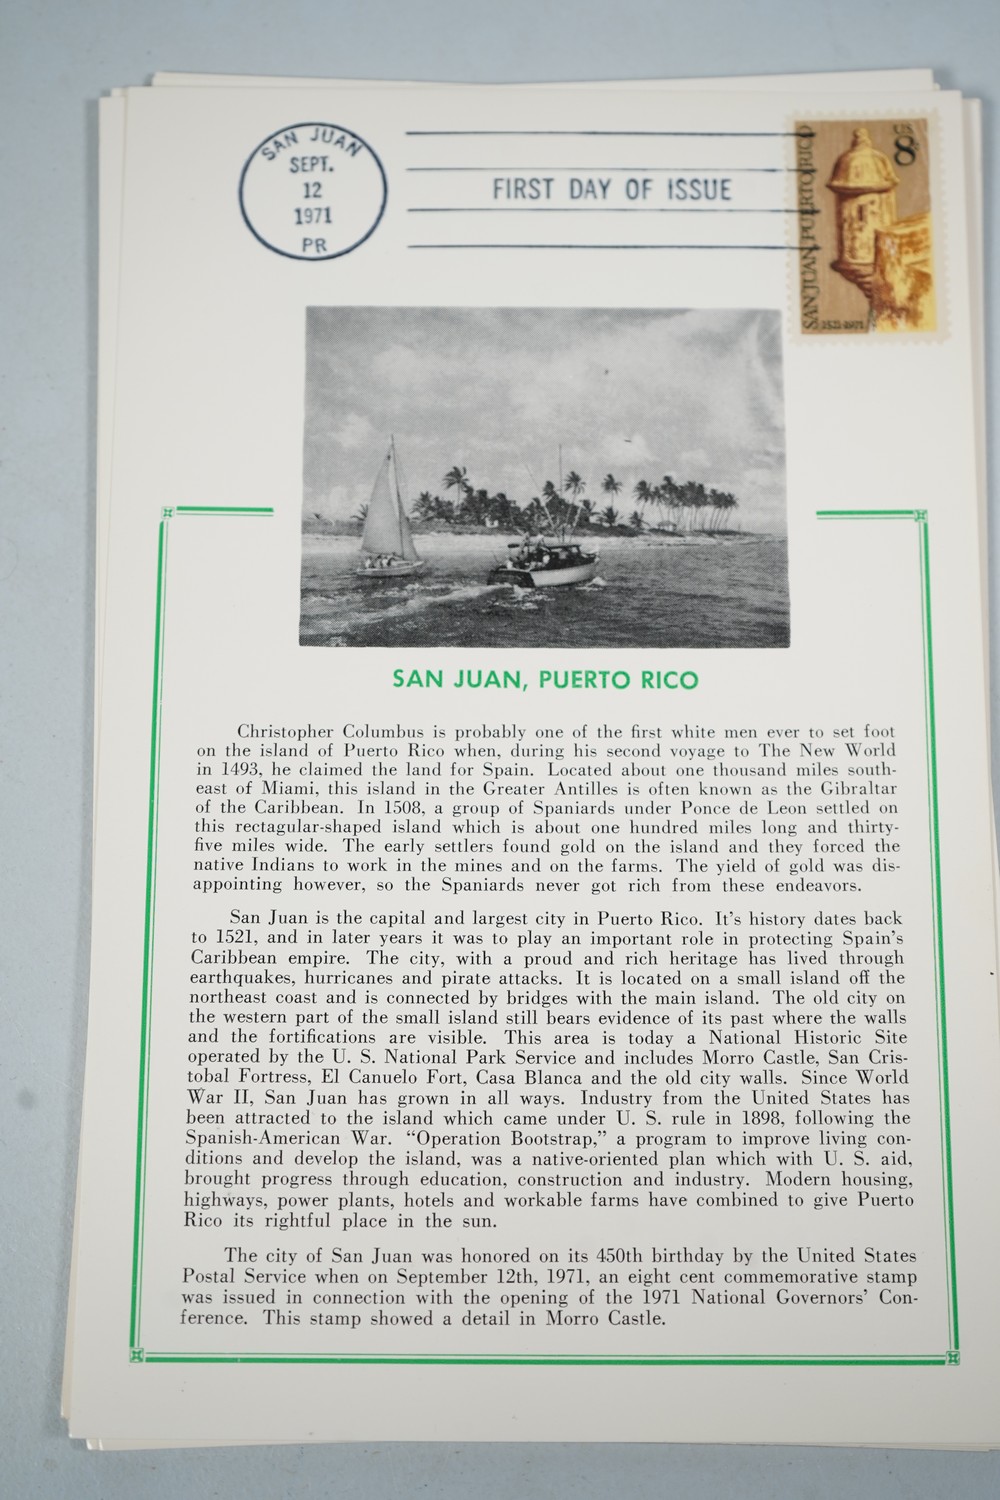 SAN JUAN
SEPT.
12
1971
PR
FIRST DAY OF ISSUE
U.S.
8¢
SAN JUAN, PUERTO RICO
1521-1971
SAN JUAN, PUERTO RICO
Christopher Columbus is probably one of the first white men ever to set foot
on the island of Puerto Rico when, during his second voyage to The New World
in 1493, he claimed the land for Spain. Located about one thousand miles south-
east of Miami, this island in the Greater Antilles is often known as the Gibraltar
of the Caribbean. In 1508, a group of Spaniards under Ponce de Leon settled on
this rectagular-shaped island which is about one hundred miles long and thirty-
five miles wide. The early settlers found gold on the island and they forced the
native Indians to work in the mines and on the farms. The yield of gold was dis-
appointing however, so the Spaniards never got rich from these endeavors.
San Juan is the capital and largest city in Puerto Rico. It's history dates back
to 1521, and in later years it was to play an important role in protecting Spain's
Caribbean empire. The city, with a proud and rich heritage has lived through
earthquakes, hurricanes and pirate attacks. It is located on a small island off the
northeast coast and is connected by bridges with the main island. The old city on
the western part of the small island still bears evidence of its past where the walls
and the fortifications are visible. This area is today a National Historic Site
operated by the U. S. National Park Service and includes Morro Castle, San Cris-
tobal Fortress, El Canuelo Fort, Casa Blanca and the old city walls. Since World
War II, San Juan has grown in all ways. Industry from the United States has
been attracted to the island which came under U. S. rule in 1898, following the
Spanish-American War. "Operation Bootstrap," a program to improve living con-
ditions and develop the island, was a native-oriented plan which with U. S. aid,
brought progress through education, construction and industry. Modern housing,
highways, power plants, hotels and workable farms have combined to give Puerto
Rico its rightful place in the sun.
The city of San Juan was honored on its 450th birthday by the United States
Postal Service when on September 12th, 1971, an eight cent commemorative stamp
was issued in connection with the opening of the 1971 National Governors' Con-
ference. This stamp showed a detail in Morro Castle.